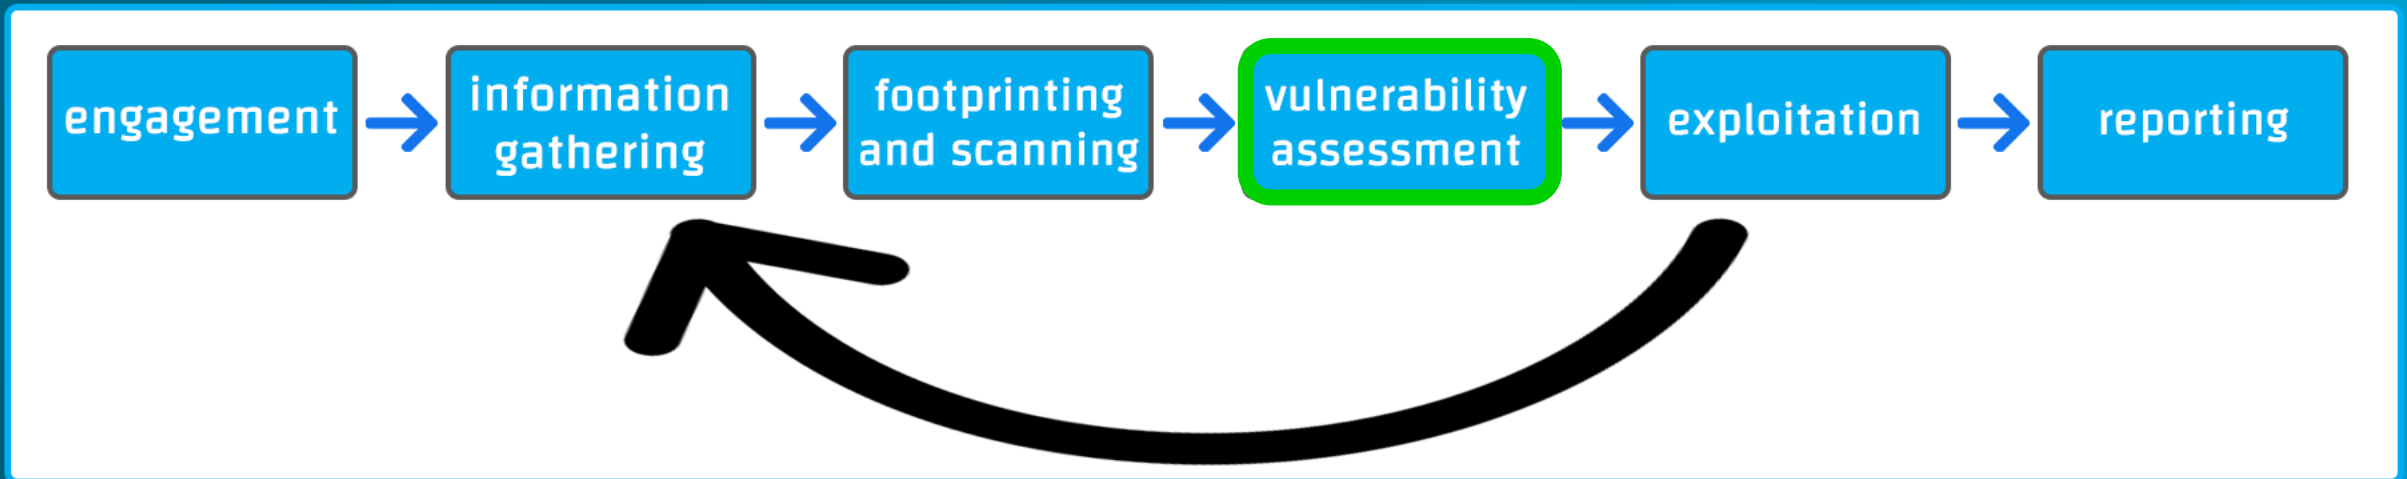 engagement
information
gathering
footprinting
and scanning
vulnerability
assessment
exploitation
reporting